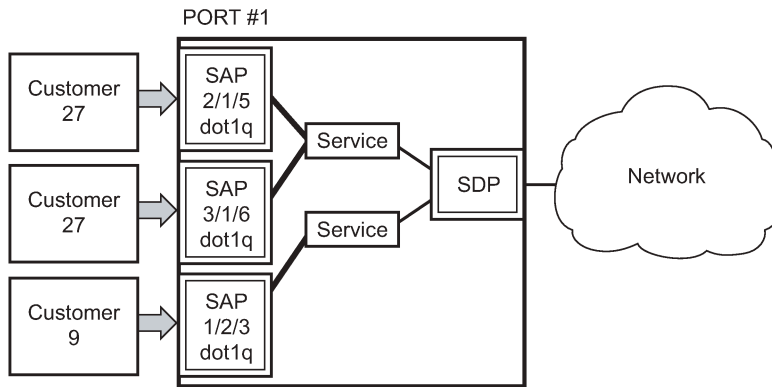 PORT #1
Customer
27
SAP
2/1/5
dot1q
Service
Customer
27
SAP
3/1/6
dot1q
SDP
Network
Service
Customer
9
SAP
1/2/3
dot1q